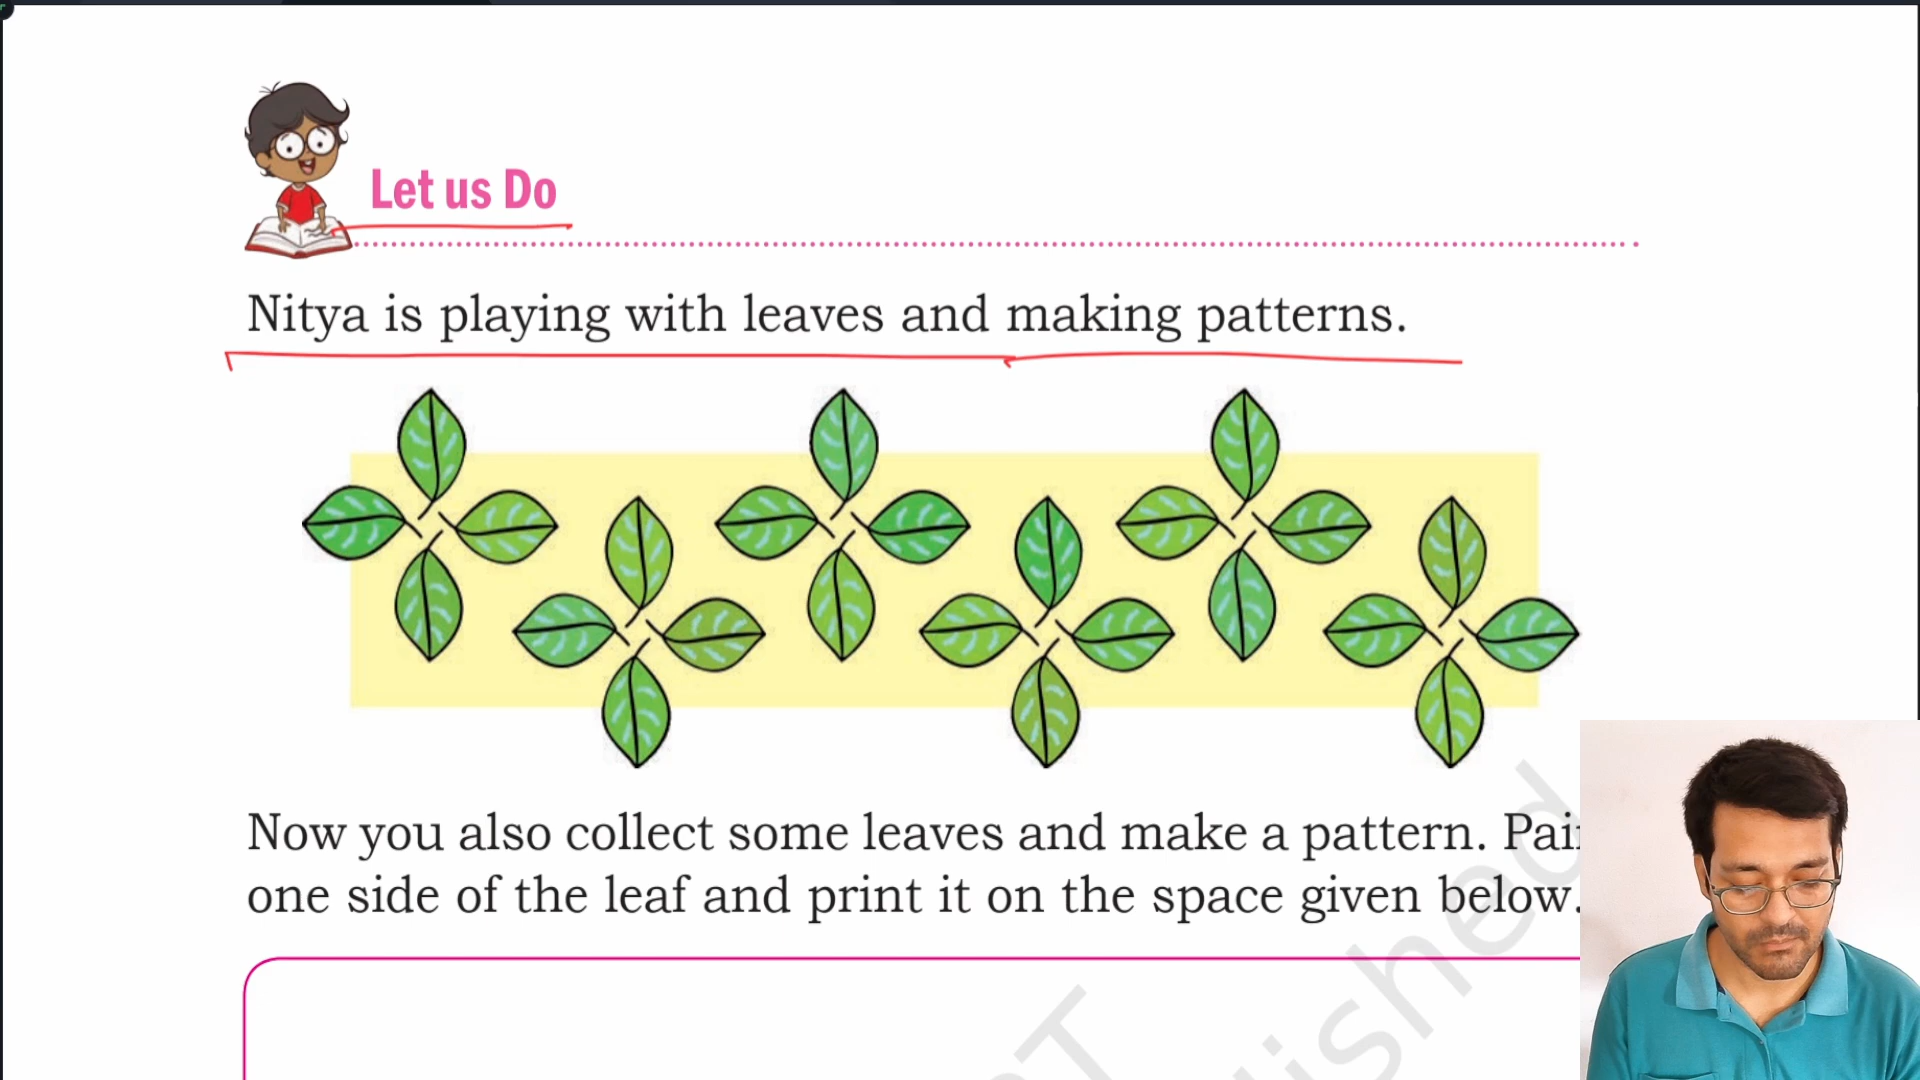 Let us Do
Nitya is playing with leaves and making patterns.
Now you also collect some leaves and make a pattern.
one side of the leaf and print it on the space given below.